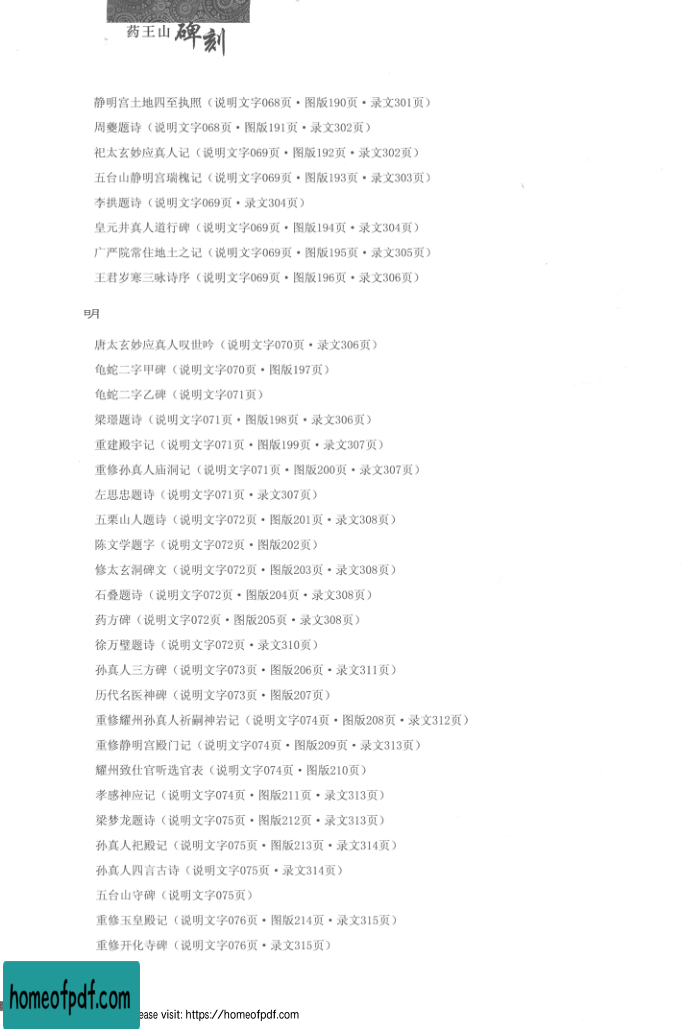 药王山 碑刻
静明宫土地四至执照（说明文字068页·图版190页·录文301页）
周夔题诗（说明文字068页·图版191页·录文302页）
祀太玄妙应真人记（说明文字069页·图版192页·录文302页）
五台山静明宫瑞槐记（说明文字069页·图版193页·录文303页）
李拱题诗（说明文字069页·录文304页）
皇元井真人道行碑（说明文字069页·图版194页·录文304页）
广严院常住地土之记（说明文字069页·图版195页·录文305页）
王君岁寒三咏诗序（说明文字069页·图版196页·录文306页）
明
唐太玄妙应真人叹世吟（说明文字070页·录文306页）
龟蛇二字甲碑（说明文字070页·图版197页）
龟蛇二字乙碑（说明文字071页）
梁璟题诗（说明文字071页·图版198页·录文306页）
重建殿宇记（说明文字071页·图版199页·录文307页）
重修孙真人庙洞记（说明文字071页·图版200页·录文307页）
左思忠题诗（说明文字071页·录文307页）
五栗山人题诗（说明文字072页·图版201页·录文308页）
陈文学题字（说明文字072页·图版202页）
修太玄洞碑文（说明文字072页·图版203页·录文308页）
石叠题诗（说明文字072页·图版204页·录文308页）
药方碑（说明文字072页·图版205页·录文308页）
徐万璧题诗（说明文字072页·录文310页）
孙真人三方碑（说明文字073页·图版206页·录文311页）
历代名医神碑（说明文字073页·图版207页）
重修耀州孙真人祈嗣神岩记（说明文字074页·图版208页·录文312页）
重修静明宫殿门记（说明文字074页·图版209页·录文313页）
耀州致仕官听选官表（说明文字074页·图版210页）
孝感神应记（说明文字074页·图版211页·录文313页）
梁梦龙题诗（说明文字075页·图版212页·录文313页）
孙真人祀殿记（说明文字075页·图版213页·录文314页）
孙真人四言古诗（说明文字075页·录文314页）
五台山守碑（说明文字075页）
重修玉皇殿记（说明文字076页·图版214页·录文315页）
重修开化寺碑（说明文字076页·录文315页）
homeofpdf.com
ease visit: https://homeofpdf.com